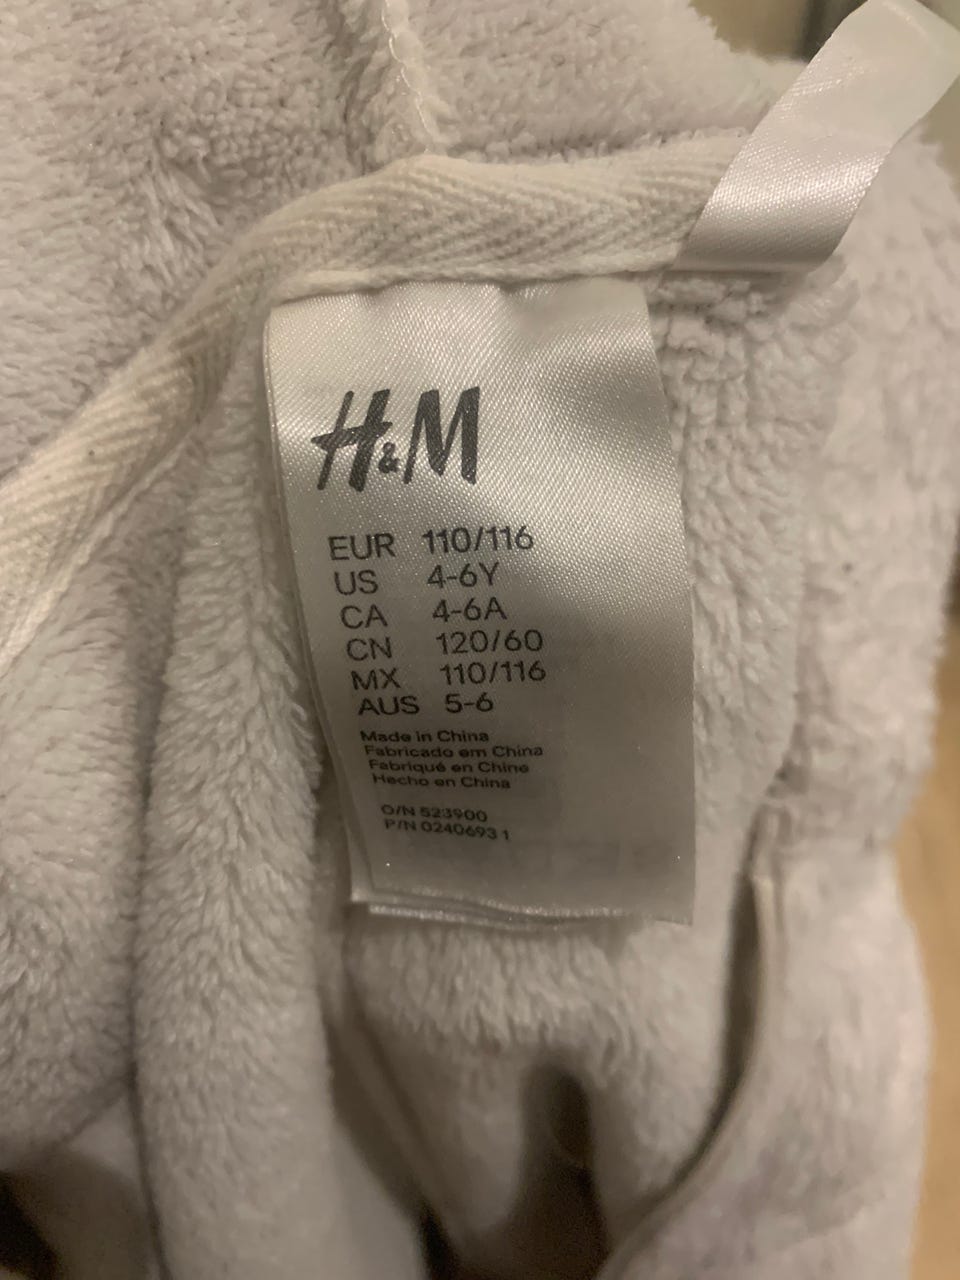 H&M
EUR 110/116
US 4-6Y
CA 4-6A
CN 120/60
MX 110/116
AUS 5-6
Made in China
Fabricado em China
Fabriqué en Chine
Hecho en China
O/N 523900
P/N 0240693 1